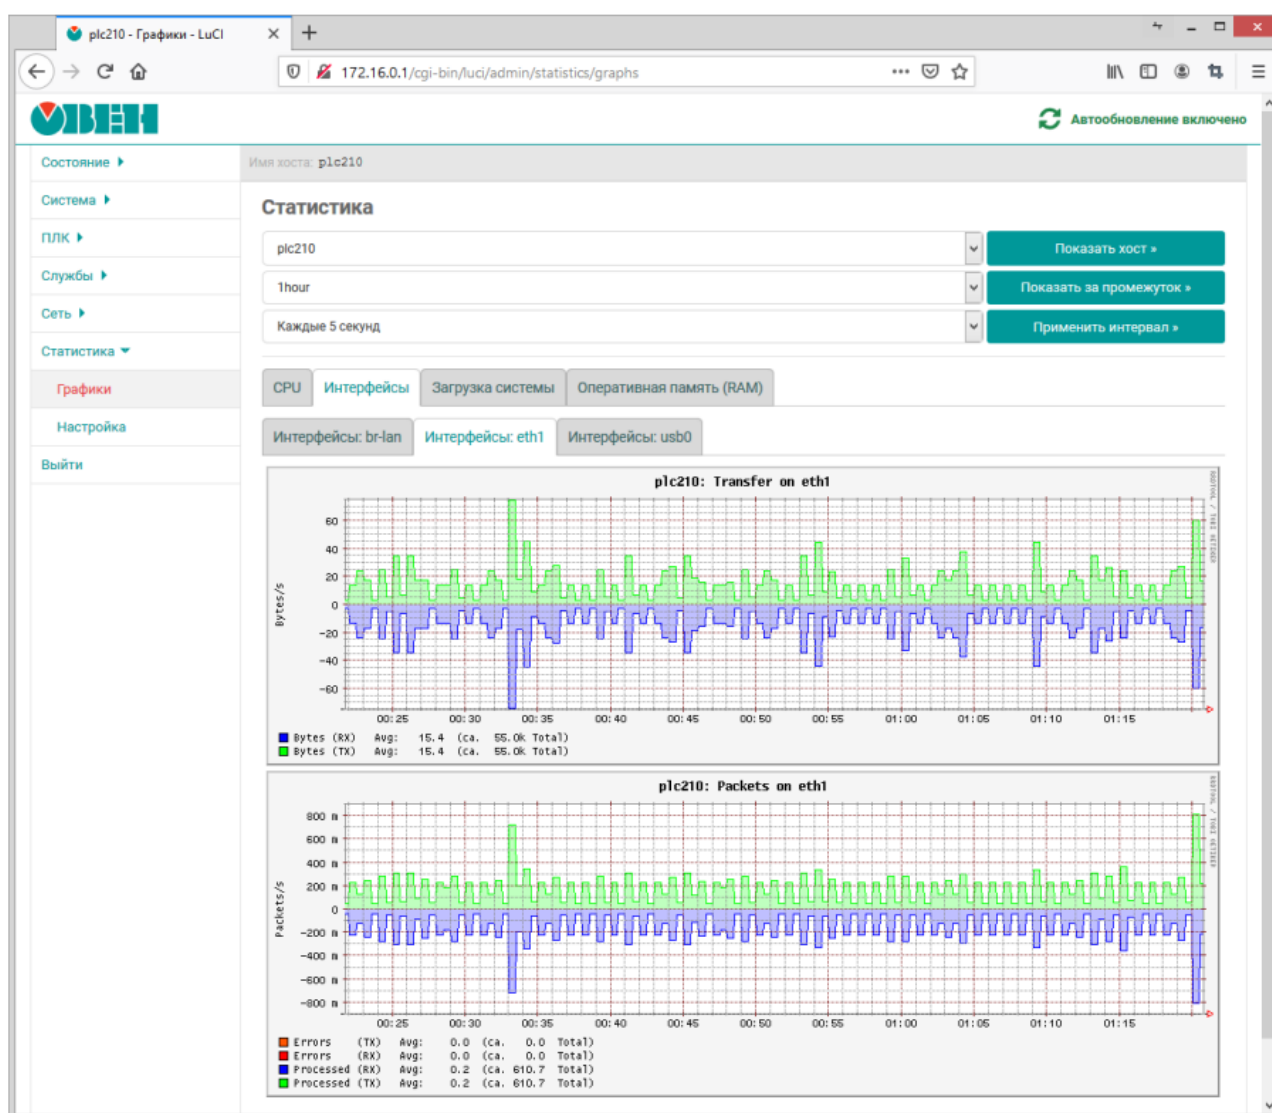 plc210 - Графики - LuCI
172.16.0.1/cgi-bin/luci/admin/statistics/graphs
ОВЕН
Автообновление включено
Состояние
Система
ПЛК
Службы
Сеть
Статистика
Графики
Настройка
Выйти
Имя хоста: plc210
Статистика
plc210
Показать хост »
1hour
Показать за промежуток »
Каждые 5 секунд
Применить интервал »
CPU Интерфейсы Загрузка системы Оперативная память (RAM)
Интерфейсы: br-lan Интерфейсы: eth1 Интерфейсы: usb0
plc210: Transfer on eth1
RRDTOOL / TOBI OETIKER
Bytes/s
60
40
20
0
-20
-40
-60
00:25 00:30 00:35 00:40 00:45 00:50 00:55 01:00 01:05 01:10 01:15
Bytes (RX) Avg: 15.4 (ca. 55.0k Total)
Bytes (TX) Avg: 15.4 (ca. 55.0k Total)
plc210: Packets on eth1
RRDTOOL / TOBI OETIKER
Packets/s
800 m
600 m
400 m
200 m
0
-200 m
-400 m
-600 m
-800 m
00:25 00:30 00:35 00:40 00:45 00:50 00:55 01:00 01:05 01:10 01:15
Errors (TX) Avg: 0.0 (ca. 0.0 Total)
Errors (RX) Avg: 0.0 (ca. 0.0 Total)
Processed (RX) Avg: 0.2 (ca. 610.7 Total)
Processed (TX) Avg: 0.2 (ca. 610.7 Total)